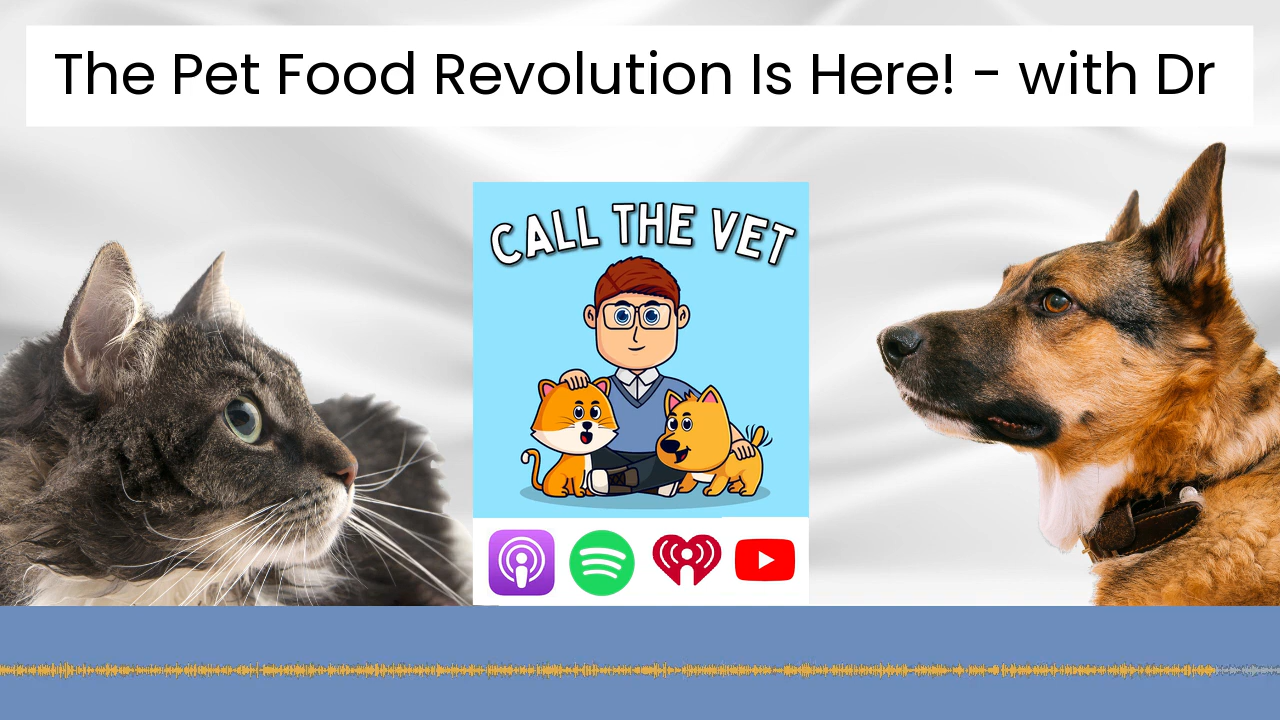 The Pet Food Revolution Is Here! - with Dr
CALL THE VET